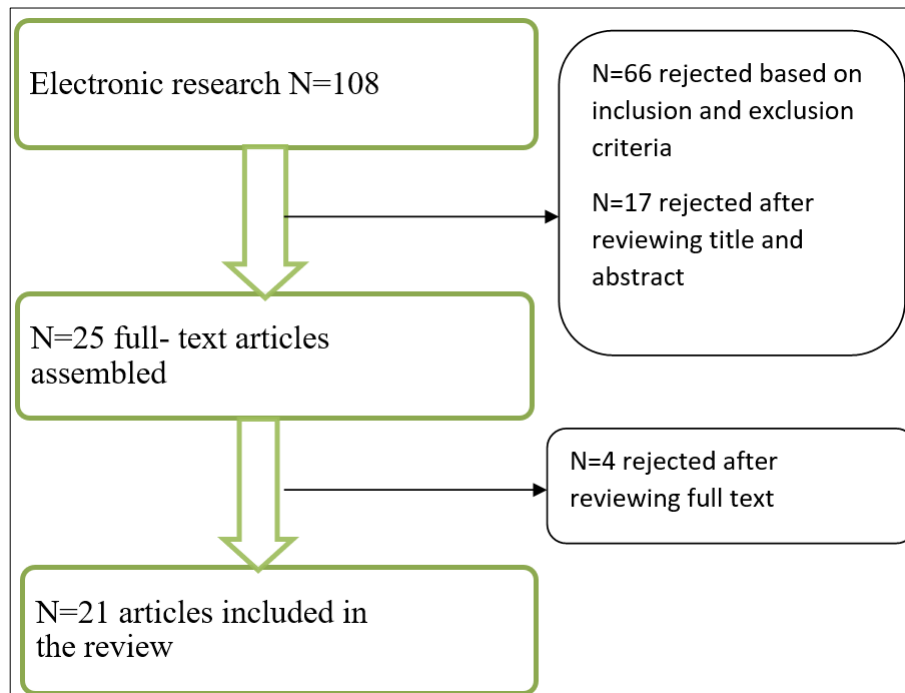 Electronic research N=108
N=66 rejected based on
inclusion and exclusion
criteria
N=17 rejected after
reviewing title and
abstract
N=25 full- text articles
assembled
N=4 rejected after
reviewing full text
N=21 articles included in
the review